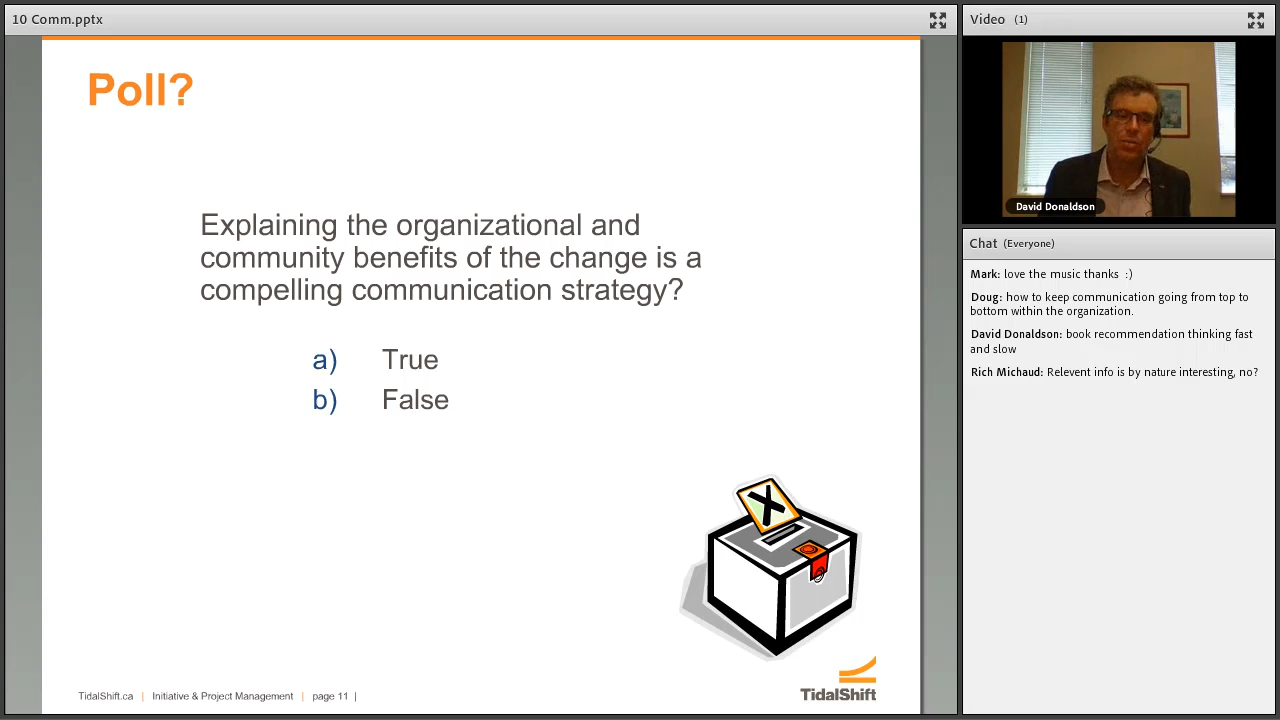 10 Comm.pptx
Poll?
Explaining the organizational and
community benefits of the change is a
compelling communication strategy?
a) True
b) False
X
TidalShift
TidalShift.ca | Initiative & Project Management | page 11 |
Video (1)
David Donaldson
Chat (Everyone)
Mark: love the music thanks :)
Doug: how to keep communication going from top to
bottom within the organization.
David Donaldson: book recommendation thinking fast
and slow
Rich Michaud: Relevent info is by nature interesting, no?